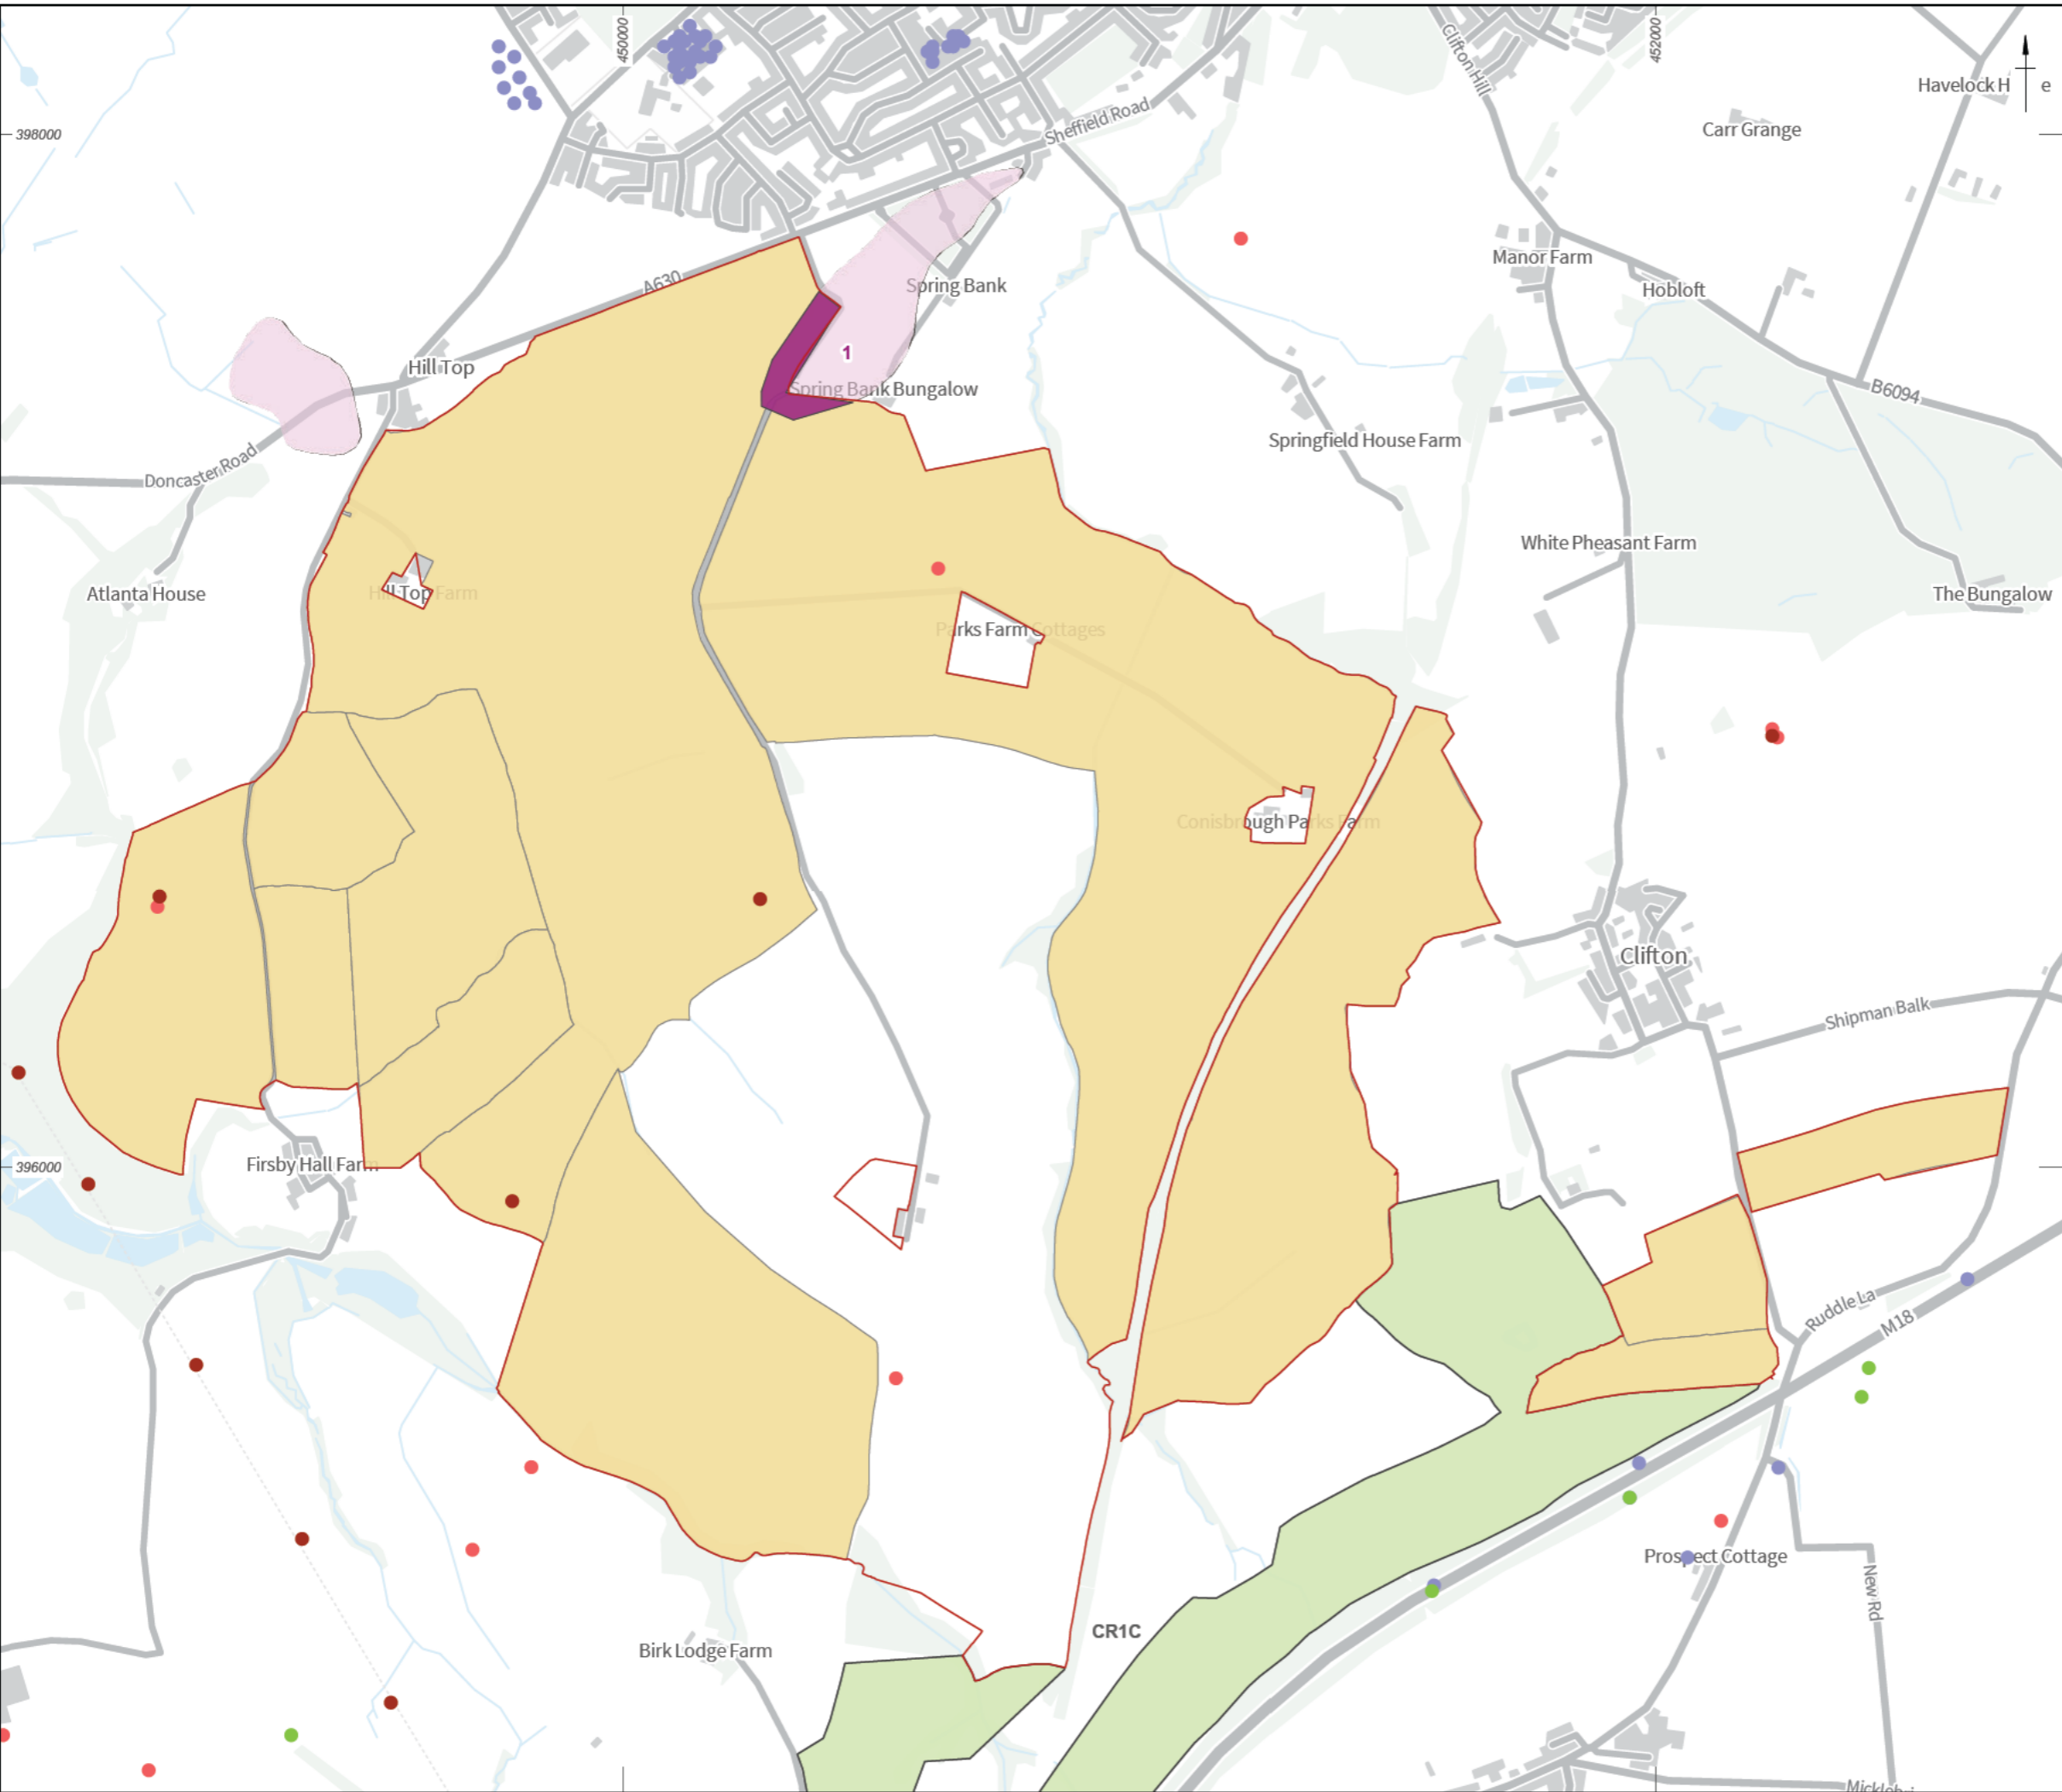 450000
452000
Clifton Hill
Havelock H
e
398000
Sheffield Road
Carr Grange
Manor Farm
A630
Spring Bank
Hobloft
1
Hill Top
Spring Bank Bungalow
B6094
Springfield House Farm
Doncaster Road
White Pheasant Farm
Atlanta House
Hill Top Farm
The Bungalow
Parks Farm Cottages
Conisbrough Parks Farm
Clifton
Shipman Balk
396000
Firsby Hall Farm
Ruddle La
M18
Prospect Cottage
New Rd
CR1C
Birk Lodge Farm